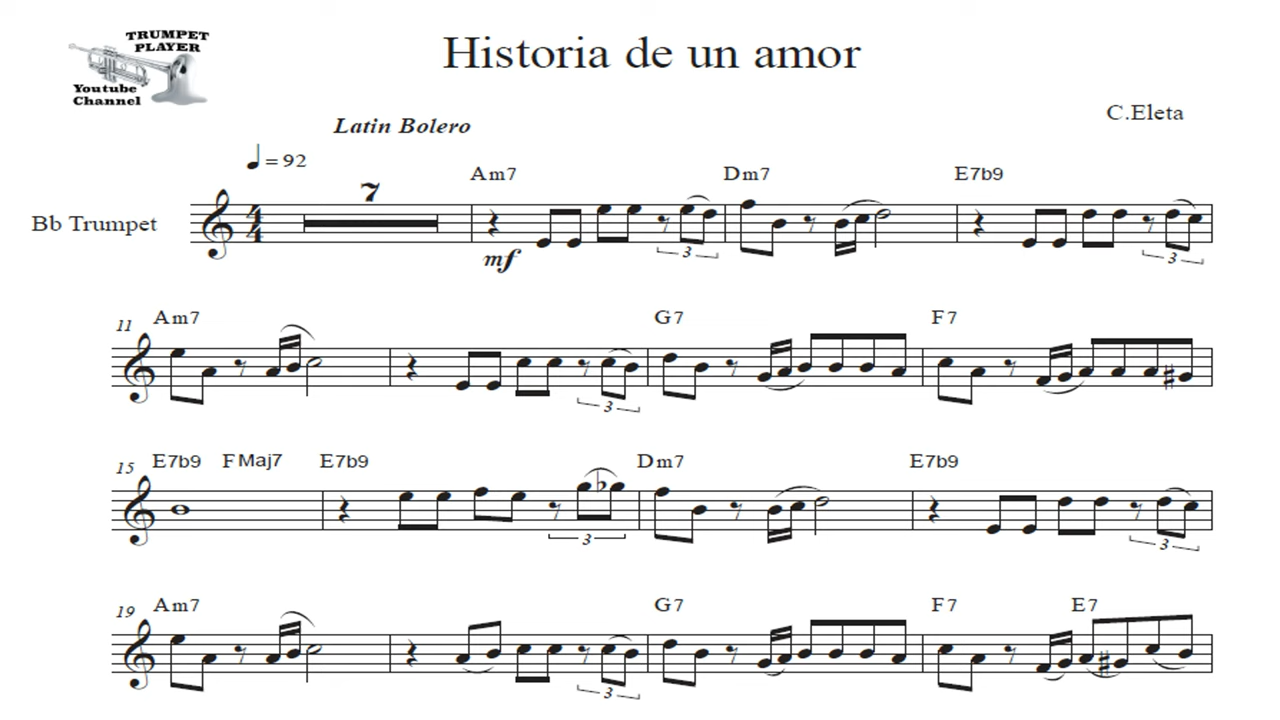 TRUMPET
PLAYER
Youtube
Channel
Historia de un amor
C.Eleta
Latin Bolero
= 92
7
Am7 Dm7 E7b9
Bb Trumpet
4
4
mf
3 3
11 Am7 G7 F7
3
15 E7b9 FMaj7 E7b9 Dm7 E7b9
3 3
19 Am7 G7 F7 E7
3